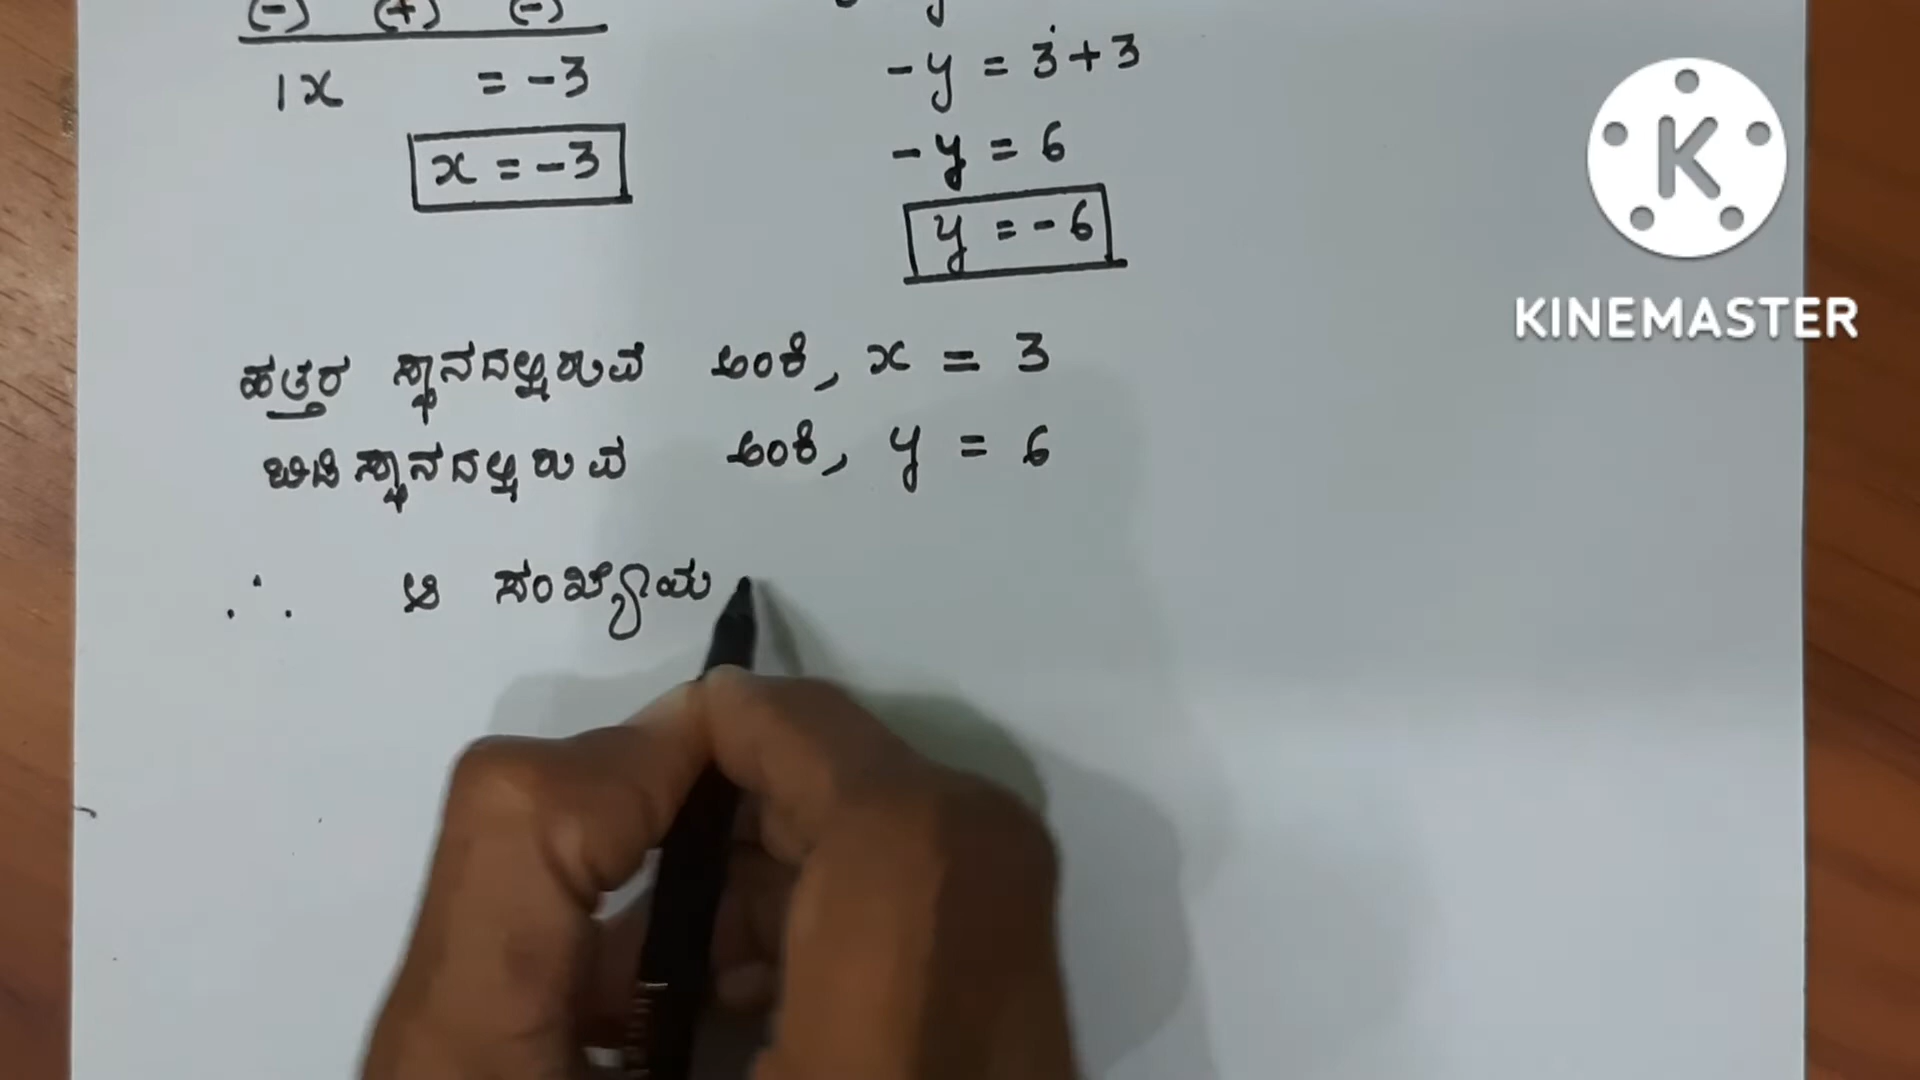 (-) (+) (-)
1x = -3
x = -3
-y = 3 + 3
-y = 6
y = -6
KINEMASTER
ಹತ್ತರ ಸ್ಥಾನದಲ್ಲಿರುವ ಅಂಕಿ, x = 3
ಬಿಡಿಸ್ಥಾನದಲ್ಲಿರುವ ಅಂಕಿ, y = 6
∴ ಆ ಸಂಖ್ಯೆಯ